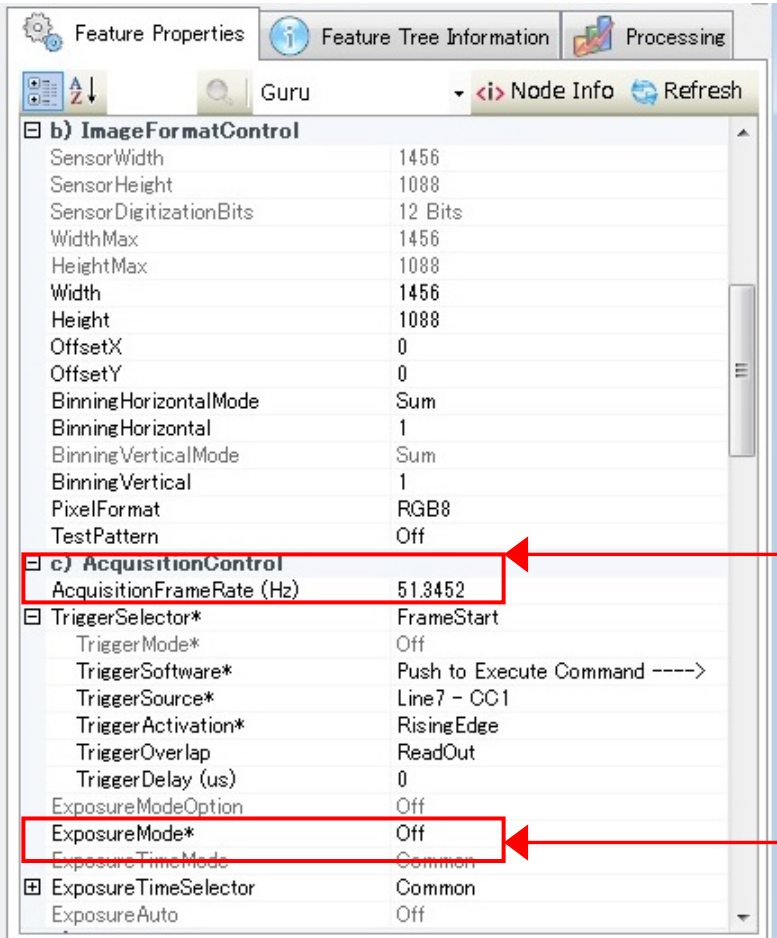 Feature Properties Feature Tree Information Processing
Guru <i> Node Info Refresh
b) ImageFormatControl
SensorWidth 1456
SensorHeight 1088
SensorDigitizationBits 12 Bits
WidthMax 1456
HeightMax 1088
Width 1456
Height 1088
OffsetX 0
OffsetY 0
BinningHorizontalMode Sum
BinningHorizontal 1
BinningVerticalMode Sum
BinningVertical 1
PixelFormat RGB8
TestPattern Off
c) AcquisitionControl
AcquisitionFrameRate (Hz) 51.3452
TriggerSelector* FrameStart
TriggerMode* Off
TriggerSoftware* Push to Execute Command ---->
TriggerSource* Line7 - CC1
TriggerActivation* RisingEdge
TriggerOverlap ReadOut
TriggerDelay (us) 0
ExposureModeOption Off
ExposureMode* Off
ExposureTimeMode Common
ExposureTimeSelector Common
ExposureAuto Off